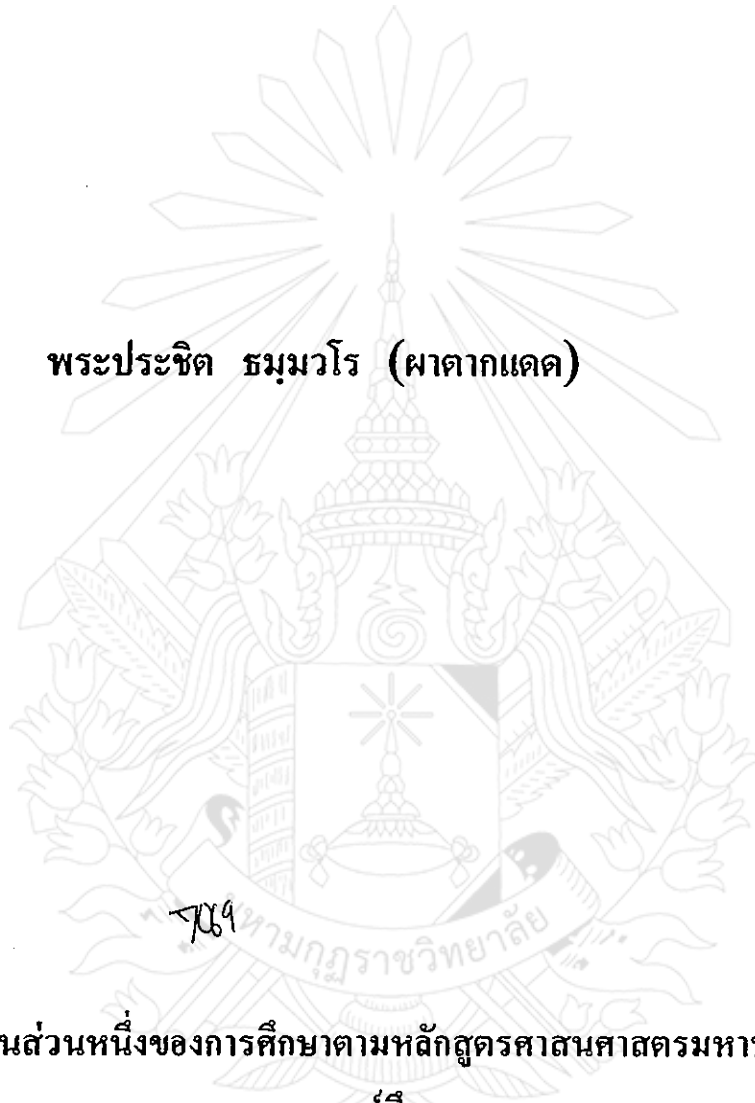 พระประชิต ธมฺมวโร (ผาตากแดด)
มหามกุฏราชวิทยาลัย
นส่วนหนึ่งของการศึกษาตามหลักสูตรศาสนศาสตรมหา